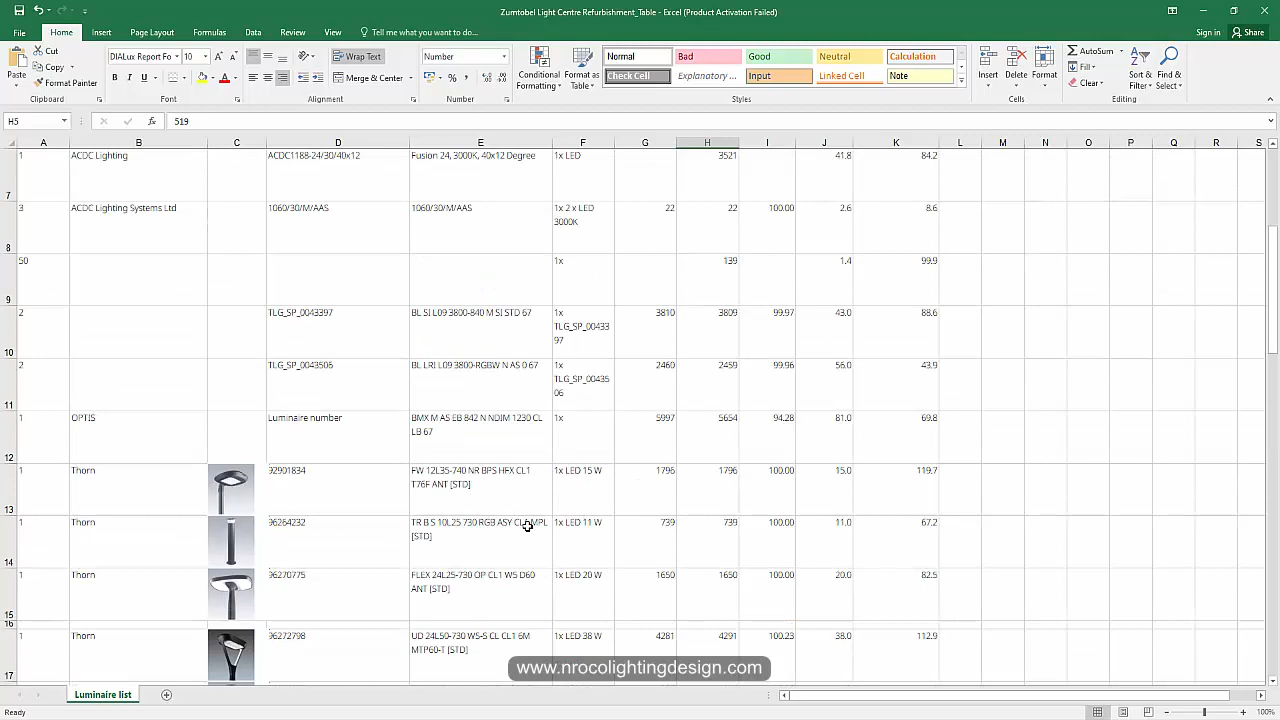 Zumtobel Light Centre Refurbishment_Table - Excel (Product Activation Failed)
File Home Insert Page Layout Formulas Data Review View Tell me what you want to do... Sign in Share
Paste Cut Copy Format Painter Clipboard
DIALux Report Fo 10 B I U A Font
Wrap Text Merge & Center Alignment
Number % Number
Conditional Formatting Format as Table
Normal Bad Good Neutral Calculation
Check Cell Explanatory ... Input Linked Cell Note
Styles
Insert Delete Format Cells
AutoSum Fill Clear Sort & Filter Find & Select Editing
H5 fx 519
A B C D E F G H I J K L M N O P Q R S
1 ACDC Lighting ACDC1188-24/30/40x12 Fusion 24, 3000K, 40x12 Degree 1x LED 3521 41.8 84.2
7
3 ACDC Lighting Systems Ltd 1060/30/M/AAS 1060/30/M/AAS 1x 2 x LED 22 22 100.00 2.6 8.6
3000K
8
50 1x 139 1.4 99.9
9
2 TLG_SP_0043397 BL SI L09 3800-840 M SI STD 67 1x 3810 3809 99.97 43.0 88.6
TLG_SP_00433
97
10
2 TLG_SP_0043506 BL LRI L09 3800-RGBW N AS 0 67 1x 2460 2459 99.96 56.0 43.9
TLG_SP_00435
06
11
1 OPTIS Luminaire number BMX M AS EB 842 N NDIM 1230 CL 1x 5997 5654 94.28 81.0 69.8
LB 67
12
1 Thorn 92901834 FW 12L35-740 NR BPS HFX CL1 1x LED 15 W 1796 1796 100.00 15.0 119.7
T76F ANT [STD]
13
1 Thorn 96264232 TR B S 10L25 730 RGB ASY MPL 1x LED 11 W 739 739 100.00 11.0 67.2
[STD]
14
1 Thorn 96270775 FLEX 24L25-730 OP CL1 W5 D60 1x LED 20 W 1650 1650 100.00 20.0 82.5
ANT [STD]
15
16
1 Thorn 96272798 UD 24L50-730 WS-S CL CL1 6M 1x LED 38 W 4281 4291 100.23 38.0 112.9
MTP60-T [STD]
17
www.nrocolightingdesign.com
Luminaire list
Ready 100%